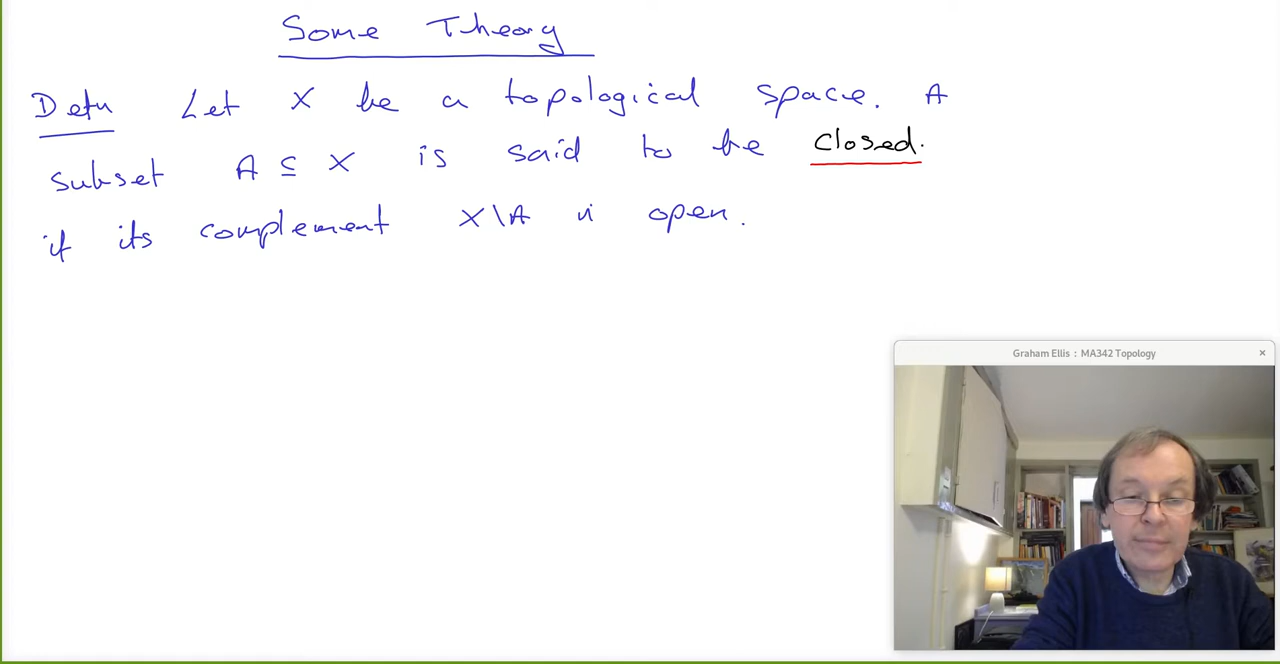 Some Theory
Defn Let X be a topological space. A
subset A ⊆ X is said to be closed.
if its complement X\A is open.
Graham Ellis : MA342 Topology